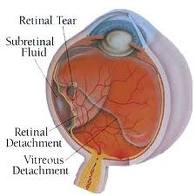 Retinal Tear
Subretinal
Fluid
Retinal
Detachment
Vitreous
Detachment